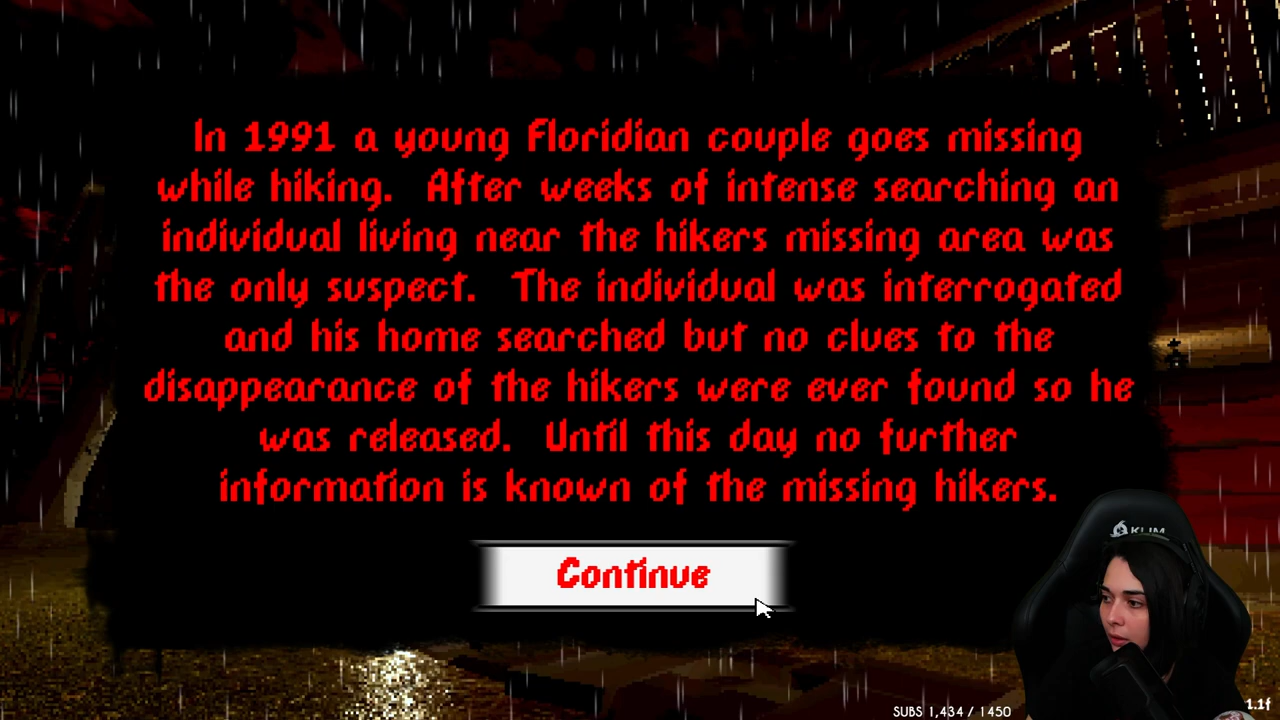 In 1991 a young Floridian couple goes missing
while hiking.  After weeks of intense searching an
individual living near the hikers missing area was
the only suspect.  The individual was interrogated
and his home searched but no clues to the
disappearance of the hikers were ever found so he
was released.  Until this day no further
information is known of the missing hikers.
Continue
KLIM
SUBS 1,434 / 1450
1.1f